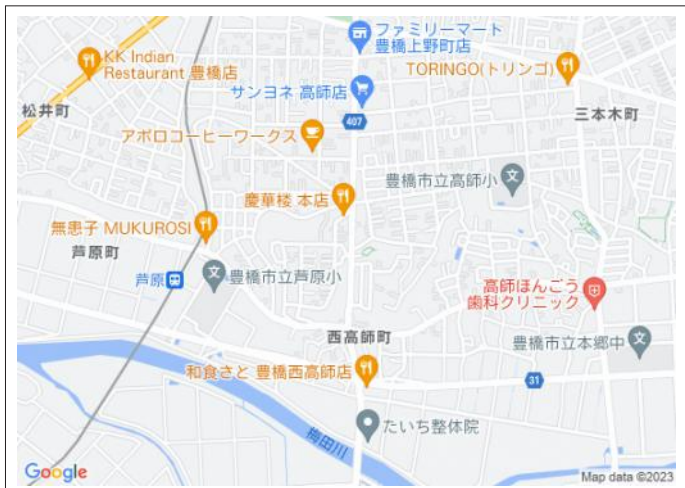 ファミリーマート
豊橋上野町店
KK Indian
Restaurant 豊橋店
TORINGO(トリンゴ)
サンヨネ 高師店
松井町
三本木町
407
アポロコーヒーワークス
豊橋市立高師小
慶華楼 本店
無患子 MUKUROSI
芦原町
芦原
豊橋市立芦原小
高師ほんごう
歯科クリニック
西高師町
豊橋市立本郷中
和食さと 豊橋西高師店
31
たいち整体院
梅田川
Google
Map data ©2023